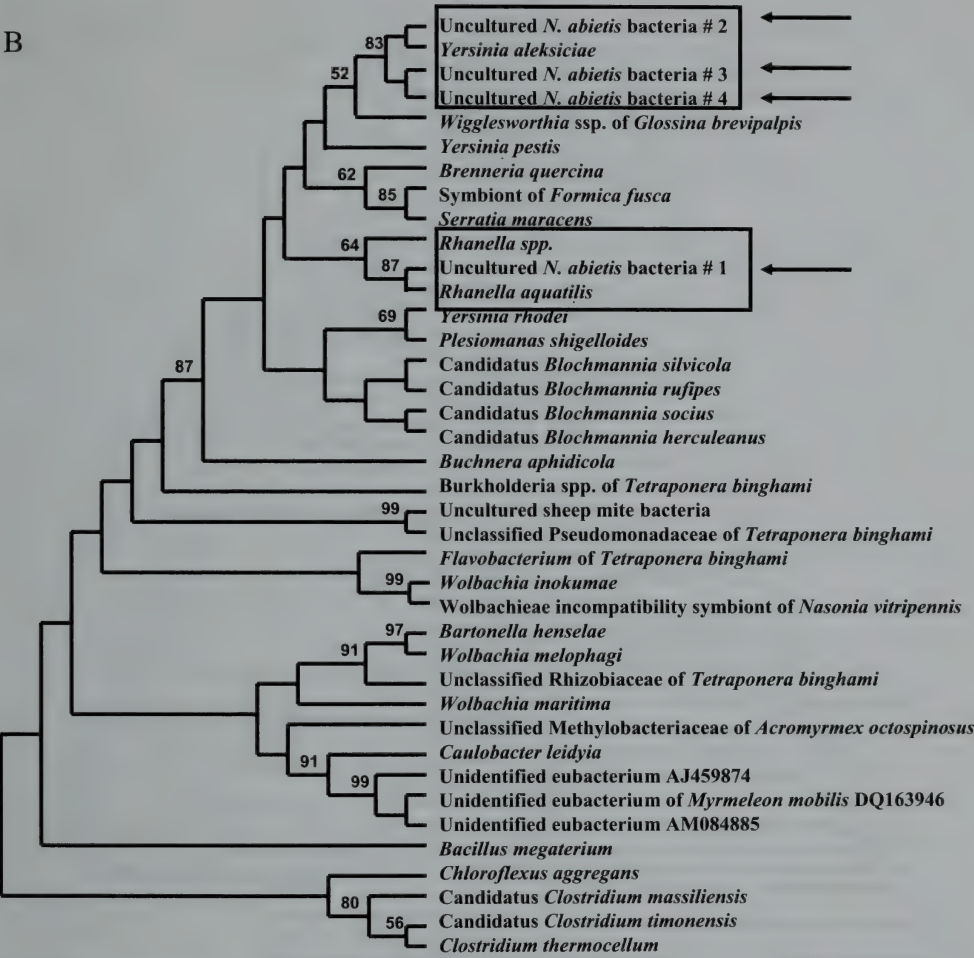 B
Uncultured N. abietis bacteria # 2
83
Yersinia aleksiciae
Uncultured N. abietis bacteria # 3
52
Uncultured N. abietis bacteria # 4
Wigglesworthia ssp. of Glossina brevipalpis
Yersinia pestis
62
Brenneria quercina
85
Symbiont of Formica fusca
Serratia maracens
64
Rhanella spp.
87
Uncultured N. abietis bacteria # 1
Rhanella aquatilis
69
Yersinia rhodei
Plesiomanas shigelloides
87
Candidatus Blochmannia silvicola
Candidatus Blochmannia rufipes
Candidatus Blochmannia socius
Candidatus Blochmannia herculeanus
Buchnera aphidicola
Burkholderia spp. of Tetraponera binghami
99
Uncultured sheep mite bacteria
Unclassified Pseudomonadaceae of Tetraponera binghami
Flavobacterium of Tetraponera binghami
99
Wolbachia inokumae
Wolbachieae incompatibility symbiont of Nasonia vitripennis
97
Bartonella henselae
91
Wolbachia melophagi
Unclassified Rhizobiaceae of Tetraponera binghami
Wolbachia maritima
Unclassified Methylobacteriaceae of Acromyrmex octospinosus
91
Caulobacter leidyia
99
Unidentified eubacterium AJ459874
Unidentified eubacterium of Myrmeleon mobilis DQ163946
Unidentified eubacterium AM084885
Bacillus megaterium
Chloroflexus aggregans
80
Candidatus Clostridium massiliensis
56
Candidatus Clostridium timonensis
Clostridium thermocellum